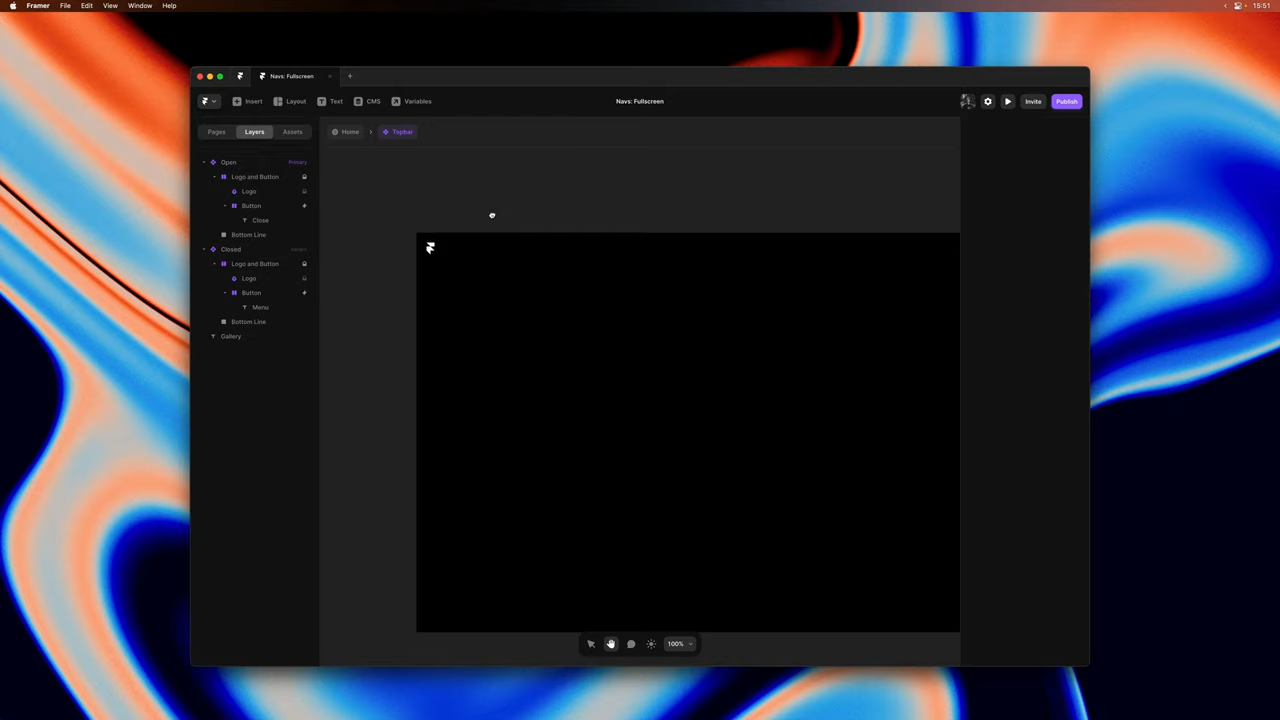 Framer File Edit View Window Help 15:51
Navs: Fullscreen
Insert Layout Text CMS Variables Navs: Fullscreen Invite Publish
Pages Layers Assets Home Topbar
Open Primary
Logo and Button
Logo
Button
Close
Bottom Line
Closed
Logo and Button
Logo
Button
Menu
Bottom Line
Gallery
100%